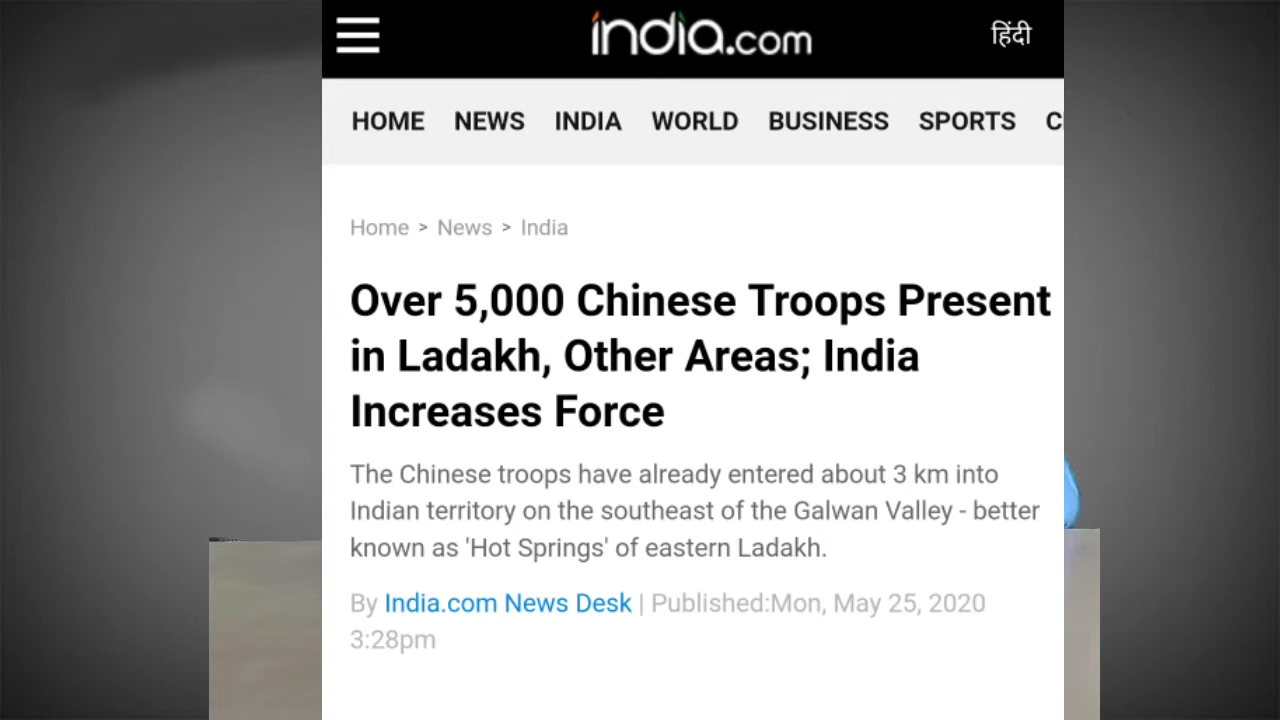 india.com
हिंदी
HOME NEWS INDIA WORLD BUSINESS SPORTS C
Home > News > India
Over 5,000 Chinese Troops Present
in Ladakh, Other Areas; India
Increases Force
The Chinese troops have already entered about 3 km into
Indian territory on the southeast of the Galwan Valley - better
known as 'Hot Springs' of eastern Ladakh.
By India.com News Desk | Published:Mon, May 25, 2020
3:28pm